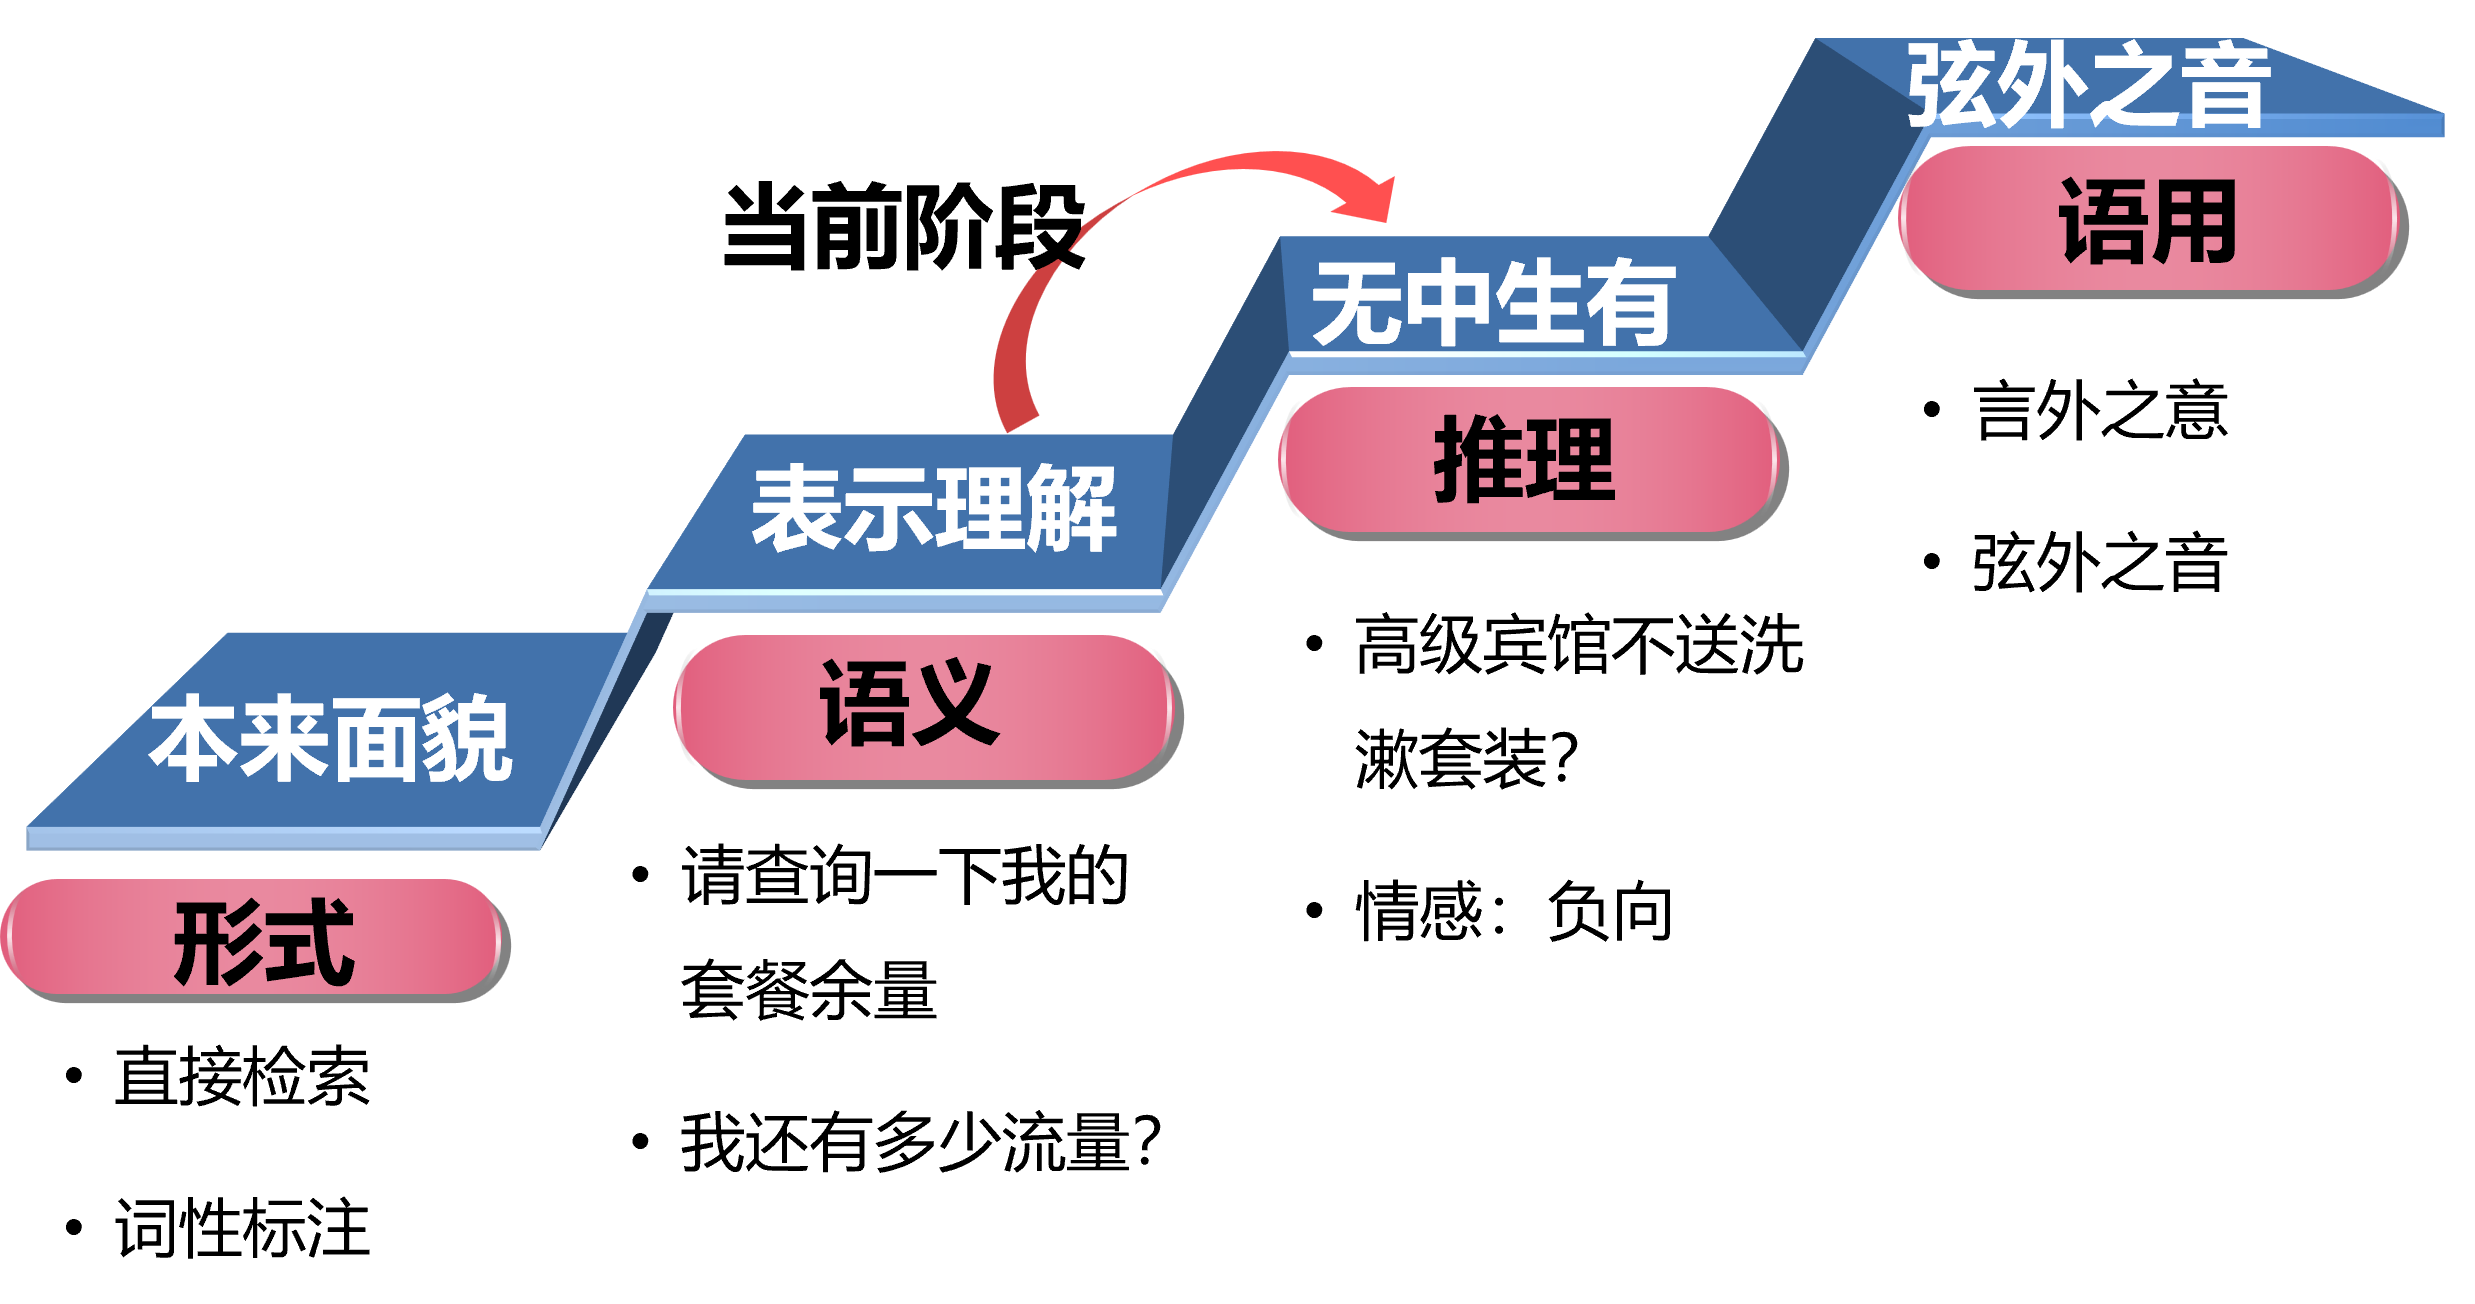 当前阶段
本来面貌
形式
• 直接检索
• 词性标注
表示理解
语义
• 请查询一下我的
套餐余量
• 我还有多少流量？
无中生有
推理
• 高级宾馆不送洗
漱套装？
• 情感：负向
弦外之音
语用
• 言外之意
• 弦外之音